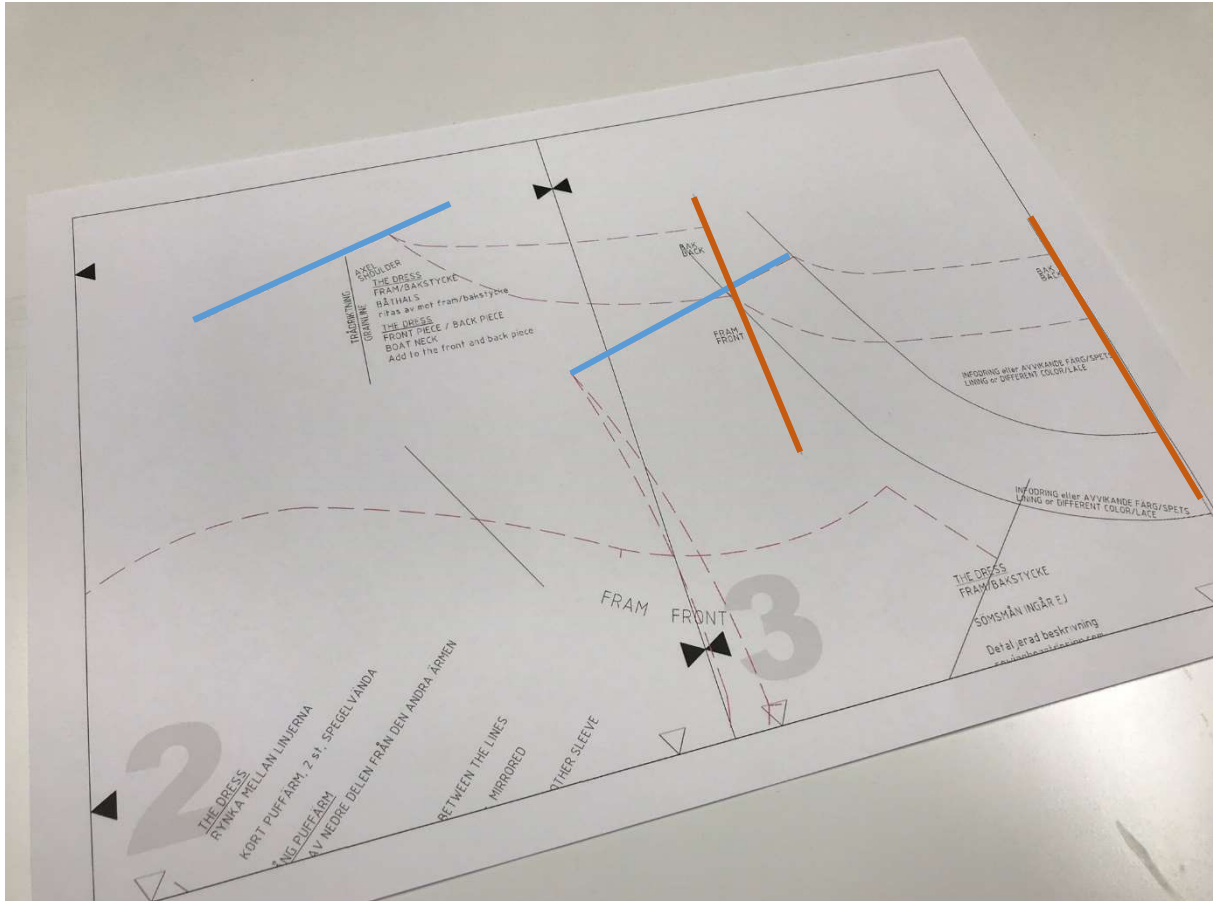 TRÅDRIKTNING
GRAINLINE
AXEL
SHOULDER
THE DRESS
FRAM/BAKSTYCKE
BÅTHALS
ritas av mot fram/bakstycke
THE DRESS
FRONT PIECE / BACK PIECE
BOAT NECK
Add to the front and back piece
BAK
BACK
FRAM
FRONT
BAK
BACK
INFODRING eller AVVIKANDE FÄRG/SPETS
LINING or DIFFERENT COLOR/LACE
INFODRING eller AVVIKANDE FÄRG/SPETS
LINING or DIFFERENT COLOR/LACE
FRAM FRONT
3
THE DRESS
FRAM/BAKSTYCKE
SÖMSMÅN INGÅR EJ
Detaljerad beskrivning
2
THE DRESS
RYNKA MELLAN LINJERNA
KORT PUFFÄRM, 2 st. SPEGELVÄNDA
ÅNG PUFFÄRM
AV NEDRE DELEN FRÅN DEN ANDRA ÄRMEN
BETWEEN THE LINES
MIRRORED
OTHER SLEEVE